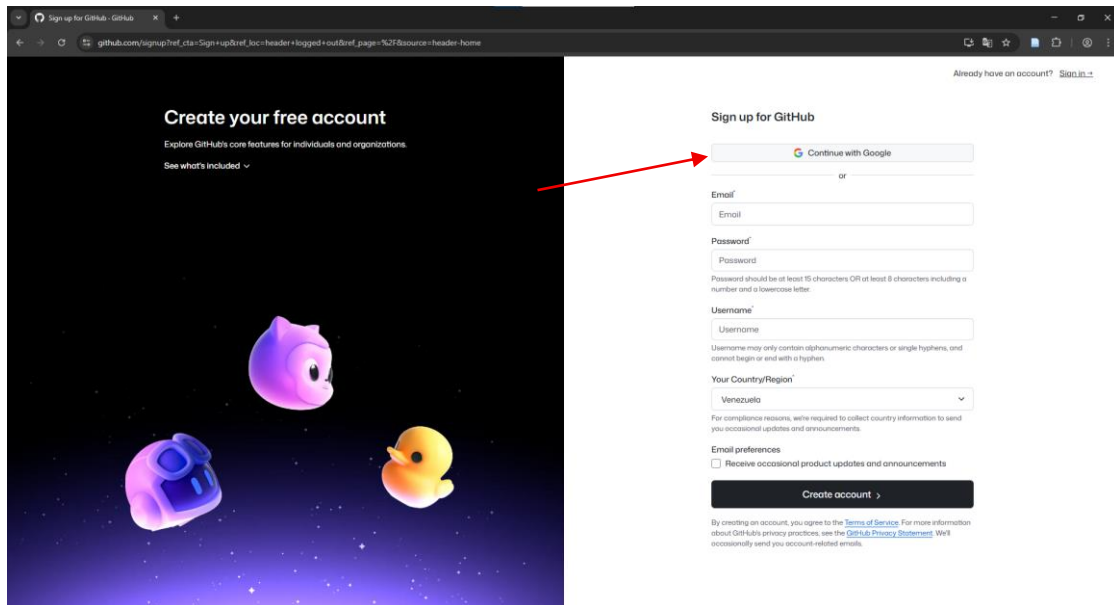 Sign up for GitHub · GitHub
github.com/signup?ref_cta=Sign+up&ref_loc=header+logged+out&ref_page=%2F&source=header-home
Already have an account? Sign in →
Create your free account
Explore GitHub's core features for individuals and organizations.
See what's included
Sign up for GitHub
Continue with Google
or
Email*
Email
Password*
Password
Password should be at least 15 characters OR at least 8 characters including a
number and a lowercase letter.
Username*
Username
Username may only contain alphanumeric characters or single hyphens, and
cannot begin or end with a hyphen.
Your Country/Region*
Venezuela
For compliance reasons, we're required to collect country information to send
you occasional updates and announcements.
Email preferences
Receive occasional product updates and announcements
Create account
By creating an account, you agree to the Terms of Service. For more information
about GitHub's privacy practices, see the GitHub Privacy Statement. We'll
occasionally send you account-related emails.